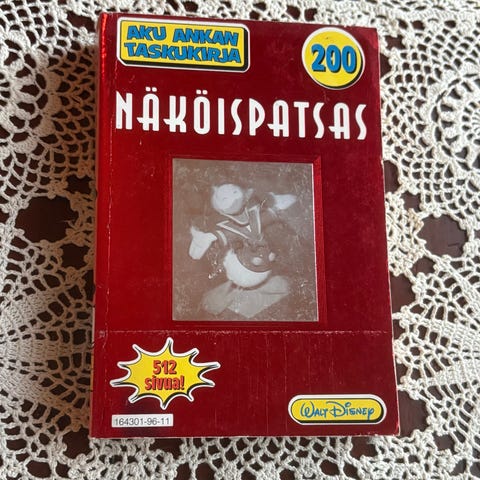 AKU ANKAN
TASKUKIRJA
200
NÄKÖISPATSAS
512
sivua!
164301-96-11
WALT DISNEY